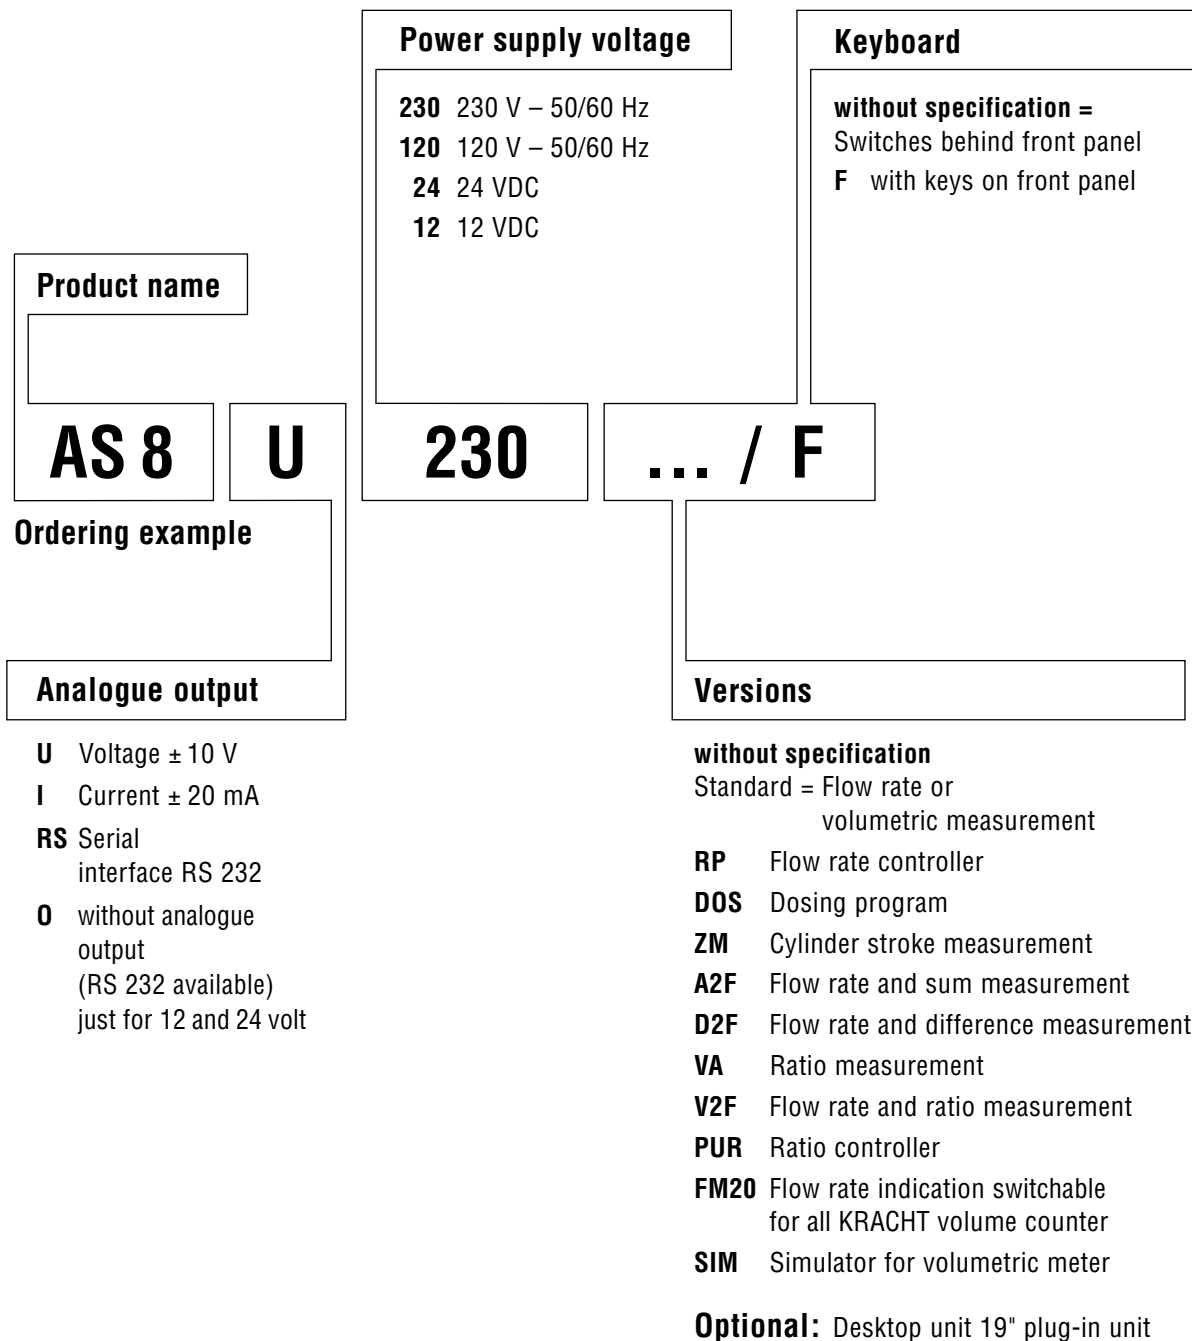 Power supply voltage
230 230 V – 50/60 Hz
120 120 V – 50/60 Hz
24 24 VDC
12 12 VDC
Keyboard
without specification =
Switches behind front panel
F with keys on front panel
Product name
AS 8 U 230 ... / F
Ordering example
Analogue output
U Voltage ± 10 V
I Current ± 20 mA
RS Serial
interface RS 232
O without analogue
output
(RS 232 available)
just for 12 and 24 volt
Versions
without specification
Standard = Flow rate or
volumetric measurement
RP Flow rate controller
DOS Dosing program
ZM Cylinder stroke measurement
A2F Flow rate and sum measurement
D2F Flow rate and difference measurement
VA Ratio measurement
V2F Flow rate and ratio measurement
PUR Ratio controller
FM20 Flow rate indication switchable
for all KRACHT volume counter
SIM Simulator for volumetric meter
Optional: Desktop unit 19" plug-in unit